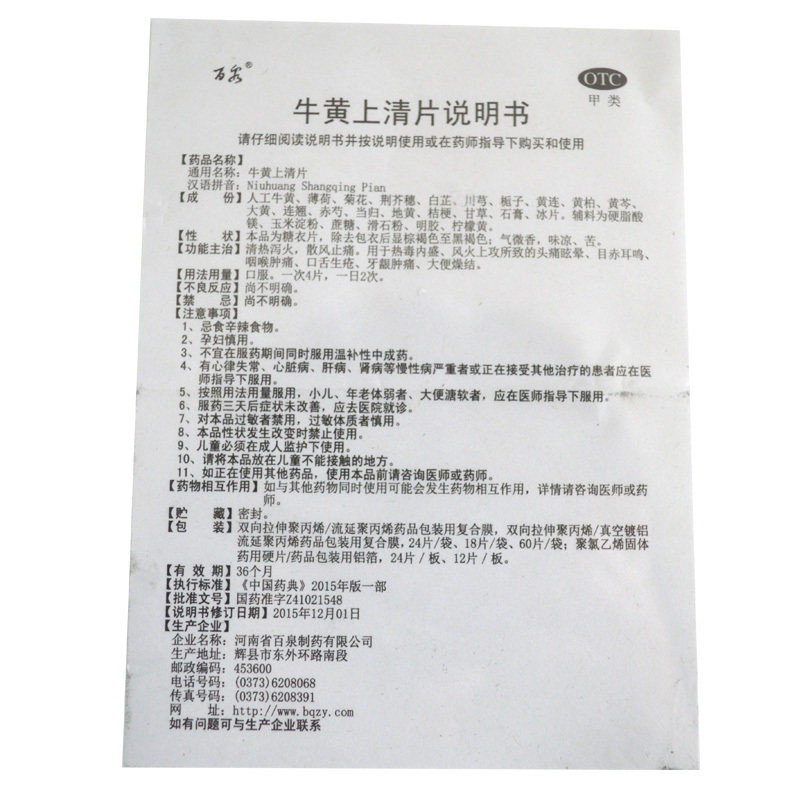 百泉®
OTC
甲类
牛黄上清片说明书
请仔细阅读说明书并按说明使用或在药师指导下购买和使用
【药品名称】
通用名称：牛黄上清片
汉语拼音：Niuhuang Shangqing Pian
【成　份】人工牛黄、薄荷、菊花、荆芥穗、白芷、川芎、栀子、黄连、黄柏、黄芩、
大黄、连翘、赤芍、当归、地黄、桔梗、甘草、石膏、冰片。辅料为硬脂酸
镁、玉米淀粉、蔗糖、滑石粉、明胶、柠檬黄。
【性　状】本品为糖衣片，除去包衣后显棕褐色至黑褐色；气微香，味凉、苦。
【功能主治】清热泻火，散风止痛。用于热毒内盛、风火上攻所致的头痛眩晕、目赤耳鸣、
咽喉肿痛、口舌生疮、牙龈肿痛、大便燥结。
【用法用量】口服。一次4片，一日2次。
【不良反应】尚不明确。
【禁　忌】尚不明确。
【注意事项】
1、忌食辛辣食物。
2、孕妇慎用。
3、不宜在服药期间同时服用温补性中成药。
4、有心律失常、心脏病、肝病、肾病等慢性病严重者或正在接受其他治疗的患者应在医
师指导下服用。
5、按照用法用量服用，小儿、年老体弱者、大便溏软者，应在医师指导下服用。
6、服药三天后症状未改善，应去医院就诊。
7、对本品过敏者禁用，过敏体质者慎用。
8、本品性状发生改变时禁止使用。
9、儿童必须在成人监护下使用。
10、请将本品放在儿童不能接触的地方。
11、如正在使用其他药品，使用本品前请咨询医师或药师。
【药物相互作用】如与其他药物同时使用可能会发生药物相互作用，详情请咨询医师或药
师。
【贮　藏】密封。
【包　装】双向拉伸聚丙烯/流延聚丙烯药品包装用复合膜，双向拉伸聚丙烯/真空镀铝
流延聚丙烯药品包装用复合膜，24片/袋、18片/袋、60片/袋；聚氯乙烯固体
药用硬片/药品包装用铝箔，24片/板、12片/板。
【有 效 期】36个月
【执行标准】《中国药典》2015年版一部
【批准文号】国药准字Z41021548
【说明书修订日期】2015年12月01日
【生产企业】
企业名称：河南省百泉制药有限公司
生产地址：辉县市东外环路南段
邮政编码：453600
电话号码：(0373)6208068
传真号码：(0373)6208391
网　　址：http://www.bqzy.com
如有问题可与生产企业联系